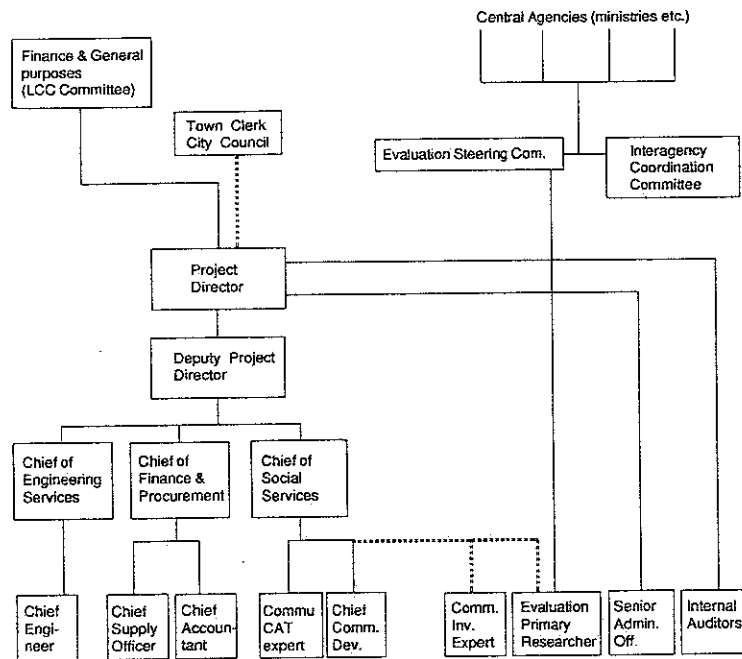 Central Agencies (ministries etc.)
Finance & General
purposes
(LCC Committee)
Town Clerk
City Council
Evaluation Steering Com.
Interagency
Coordination
Committee
Project
Director
Deputy Project
Director
Chief of
Engineering
Services
Chief of
Finance &
Procurement
Chief of
Social
Services
Chief
Engi-
neer
Chief
Supply
Officer
Chief
Accoun-
tant
Commu
CAT
expert
Chief
Comm.
Dev.
Comm.
Inv.
Expert
Evaluation
Primary
Researcher
Senior
Admin.
Off.
Internal
Auditors